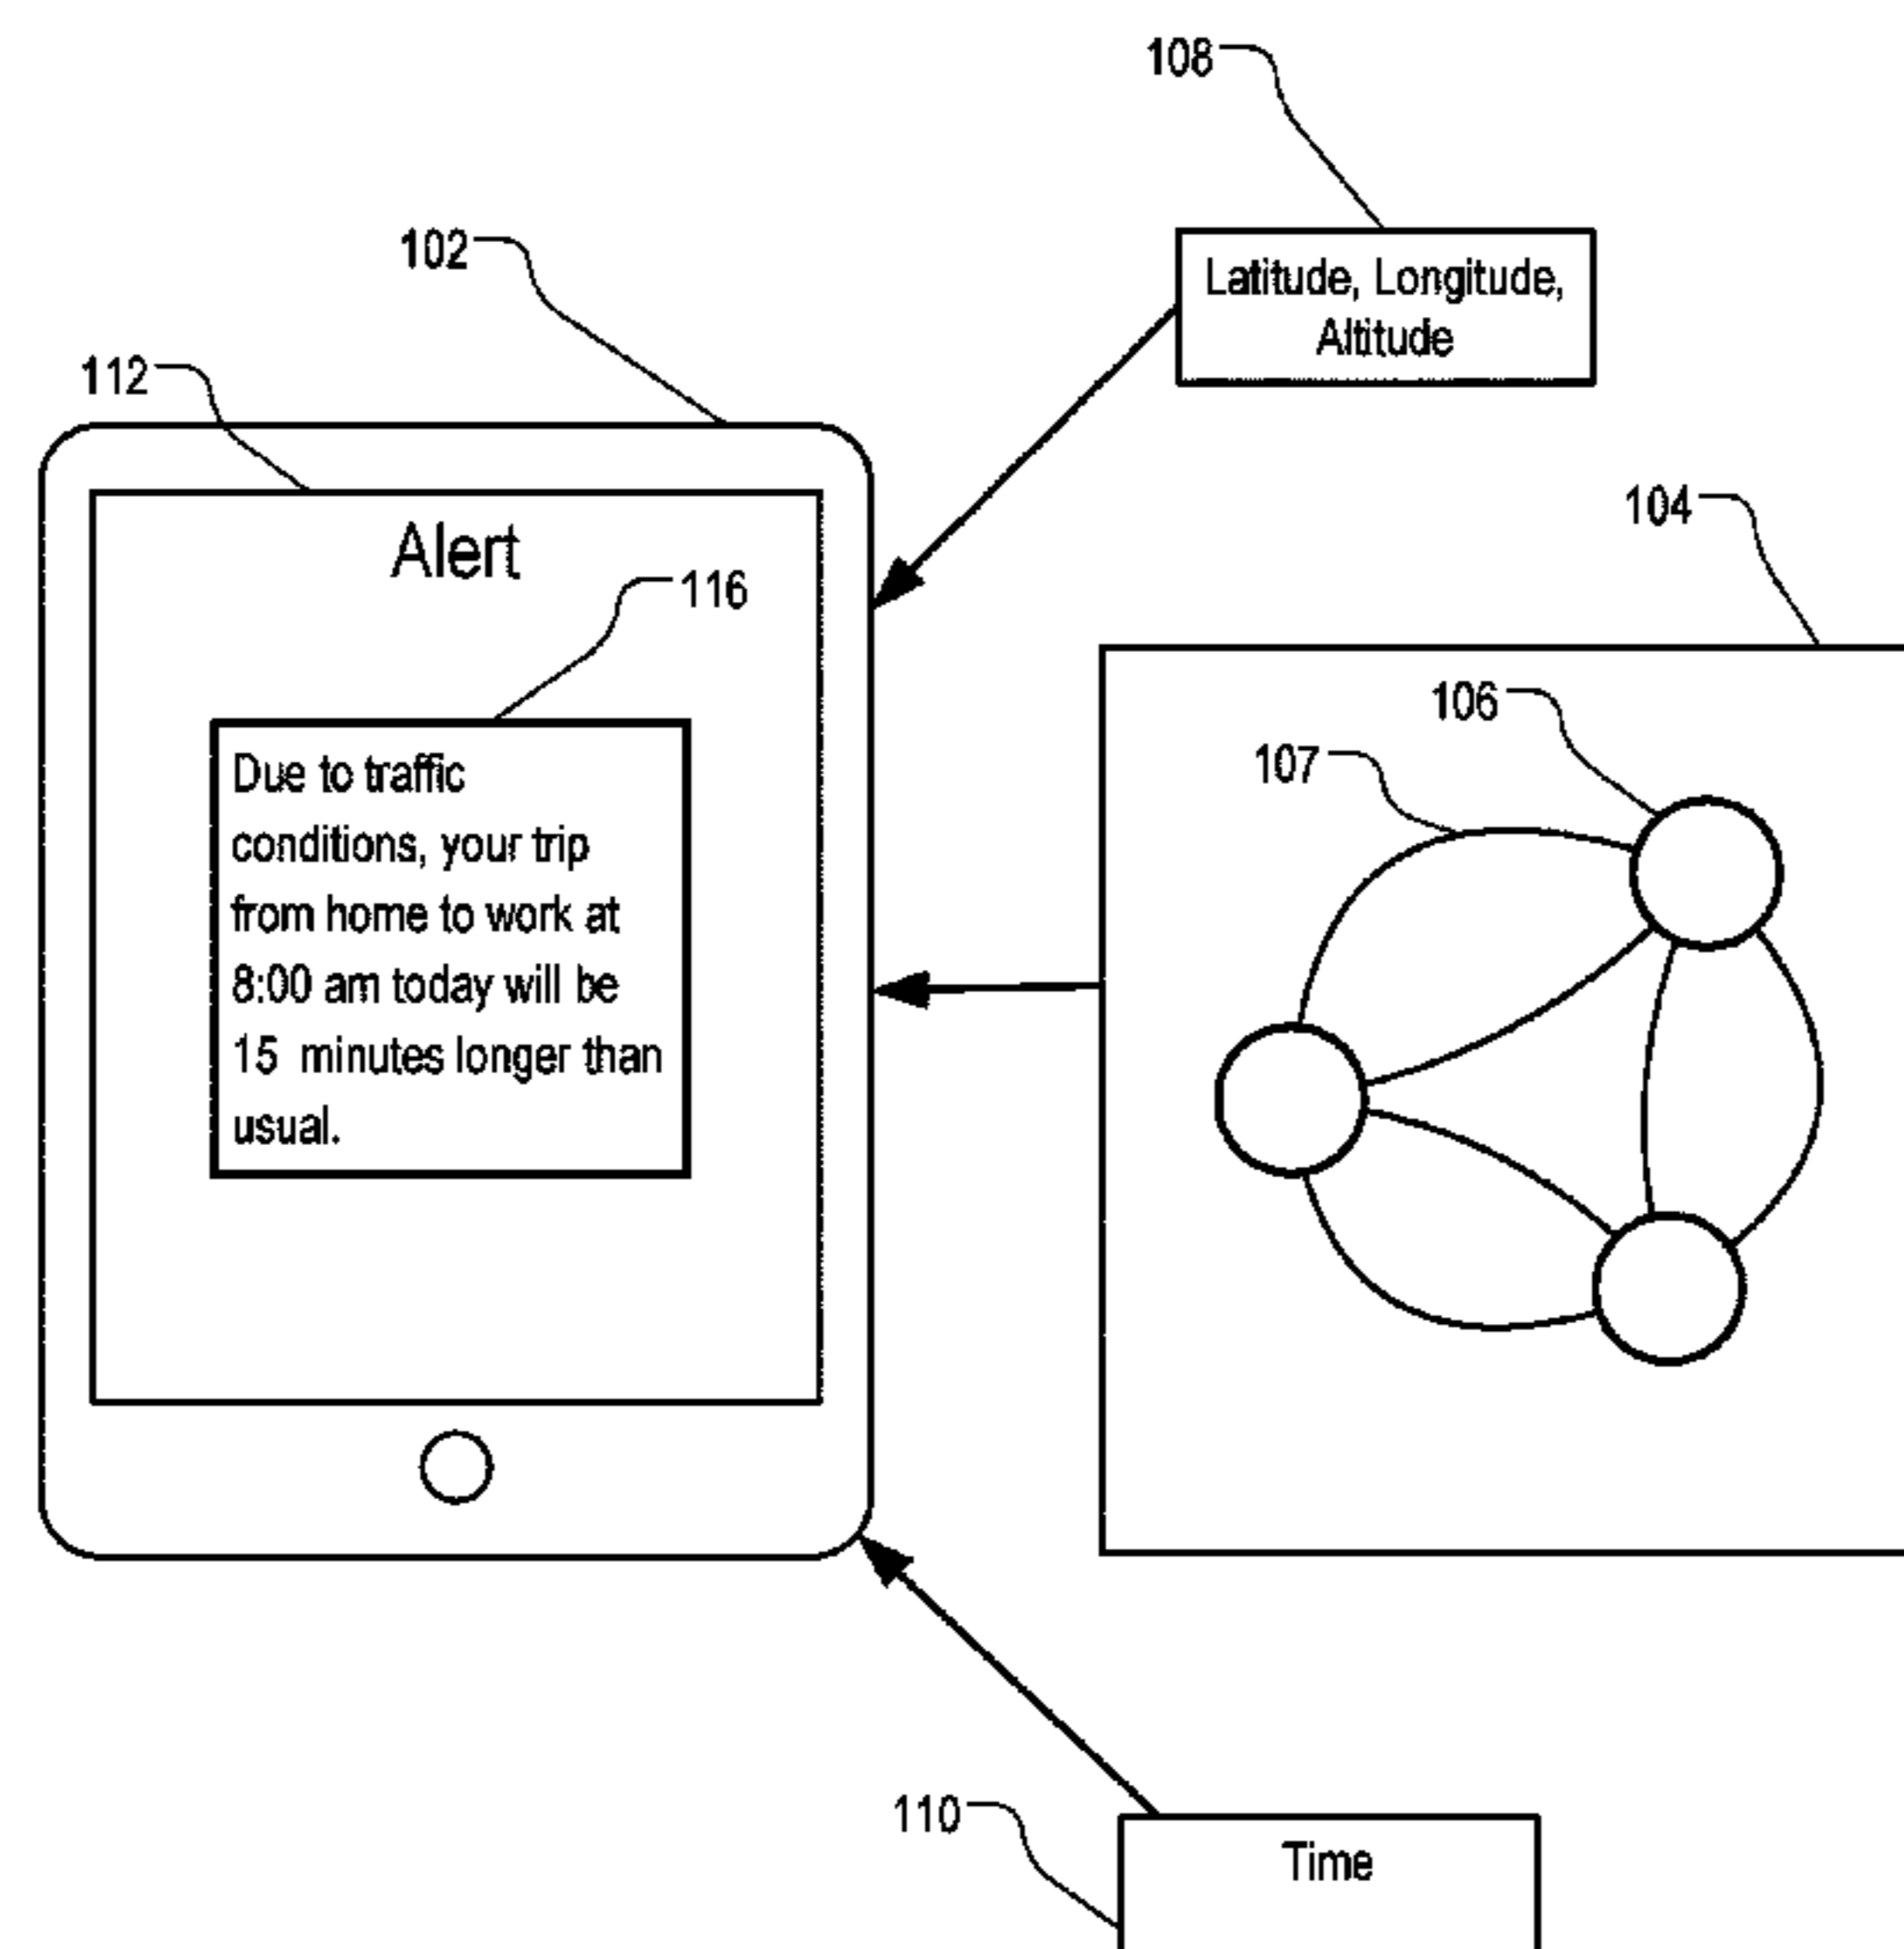 108
102
Latitude, Longitude,
Altitude
112
104
Alert
116
106
107
Due to traffic
conditions, your trip
from home to work at
8:00 am today will be
15 minutes longer than
usual.
110
Time